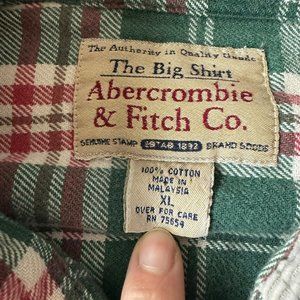 The Authority in Quality Goods
The Big Shirt
Abercrombie
& Fitch Co.
GENUINE STAMP ESTAB 1892 BRAND GOODS
100% COTTON
MADE IN
MALAYSIA
XL
OVER FOR CARE
RN 75654